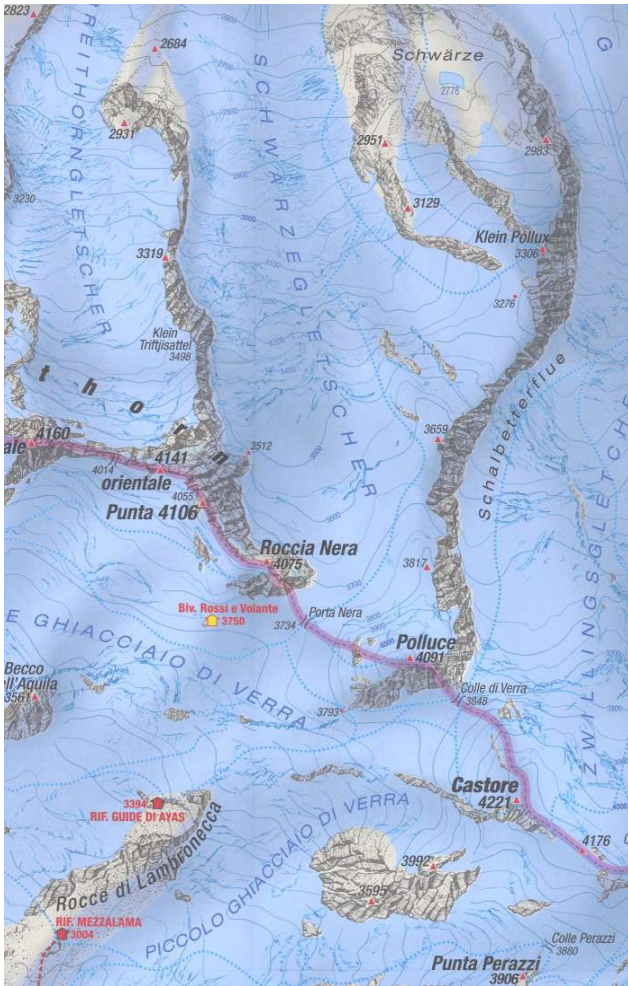 2823
2684
2931
BREITHORNGLETSCHER
SCHWÄRZEGLETSCHER
Schwärze
2778
G
2951
2983
3129
3230
Klein Pollux
3306
3319
3276
Klein
Triftjisattel
3498
thorn
Schalbetterflue
3659
4160
ale
4014
4141
orientale
3512
4055
Punta 4106
Roccia Nera
4075
3817
Biv. Rossi e Volante
3750
Porta Nera
3734
E GHIACCIAIO DI VERRA
Polluce
4091
Becco
ell'Aquila
3561
3793
Colle di Verra
3848
ZWILLINGSGLETSCHE
Castore
4221
3394
RIF. GUIDE DI AYAS
4176
Rocce di Lambronecca
PICCOLO GHIACCIAIO DI VERRA
3992
3595
RIF. MEZZALAMA
3004
Colle Perazzi
3880
Punta Perazzi
3906